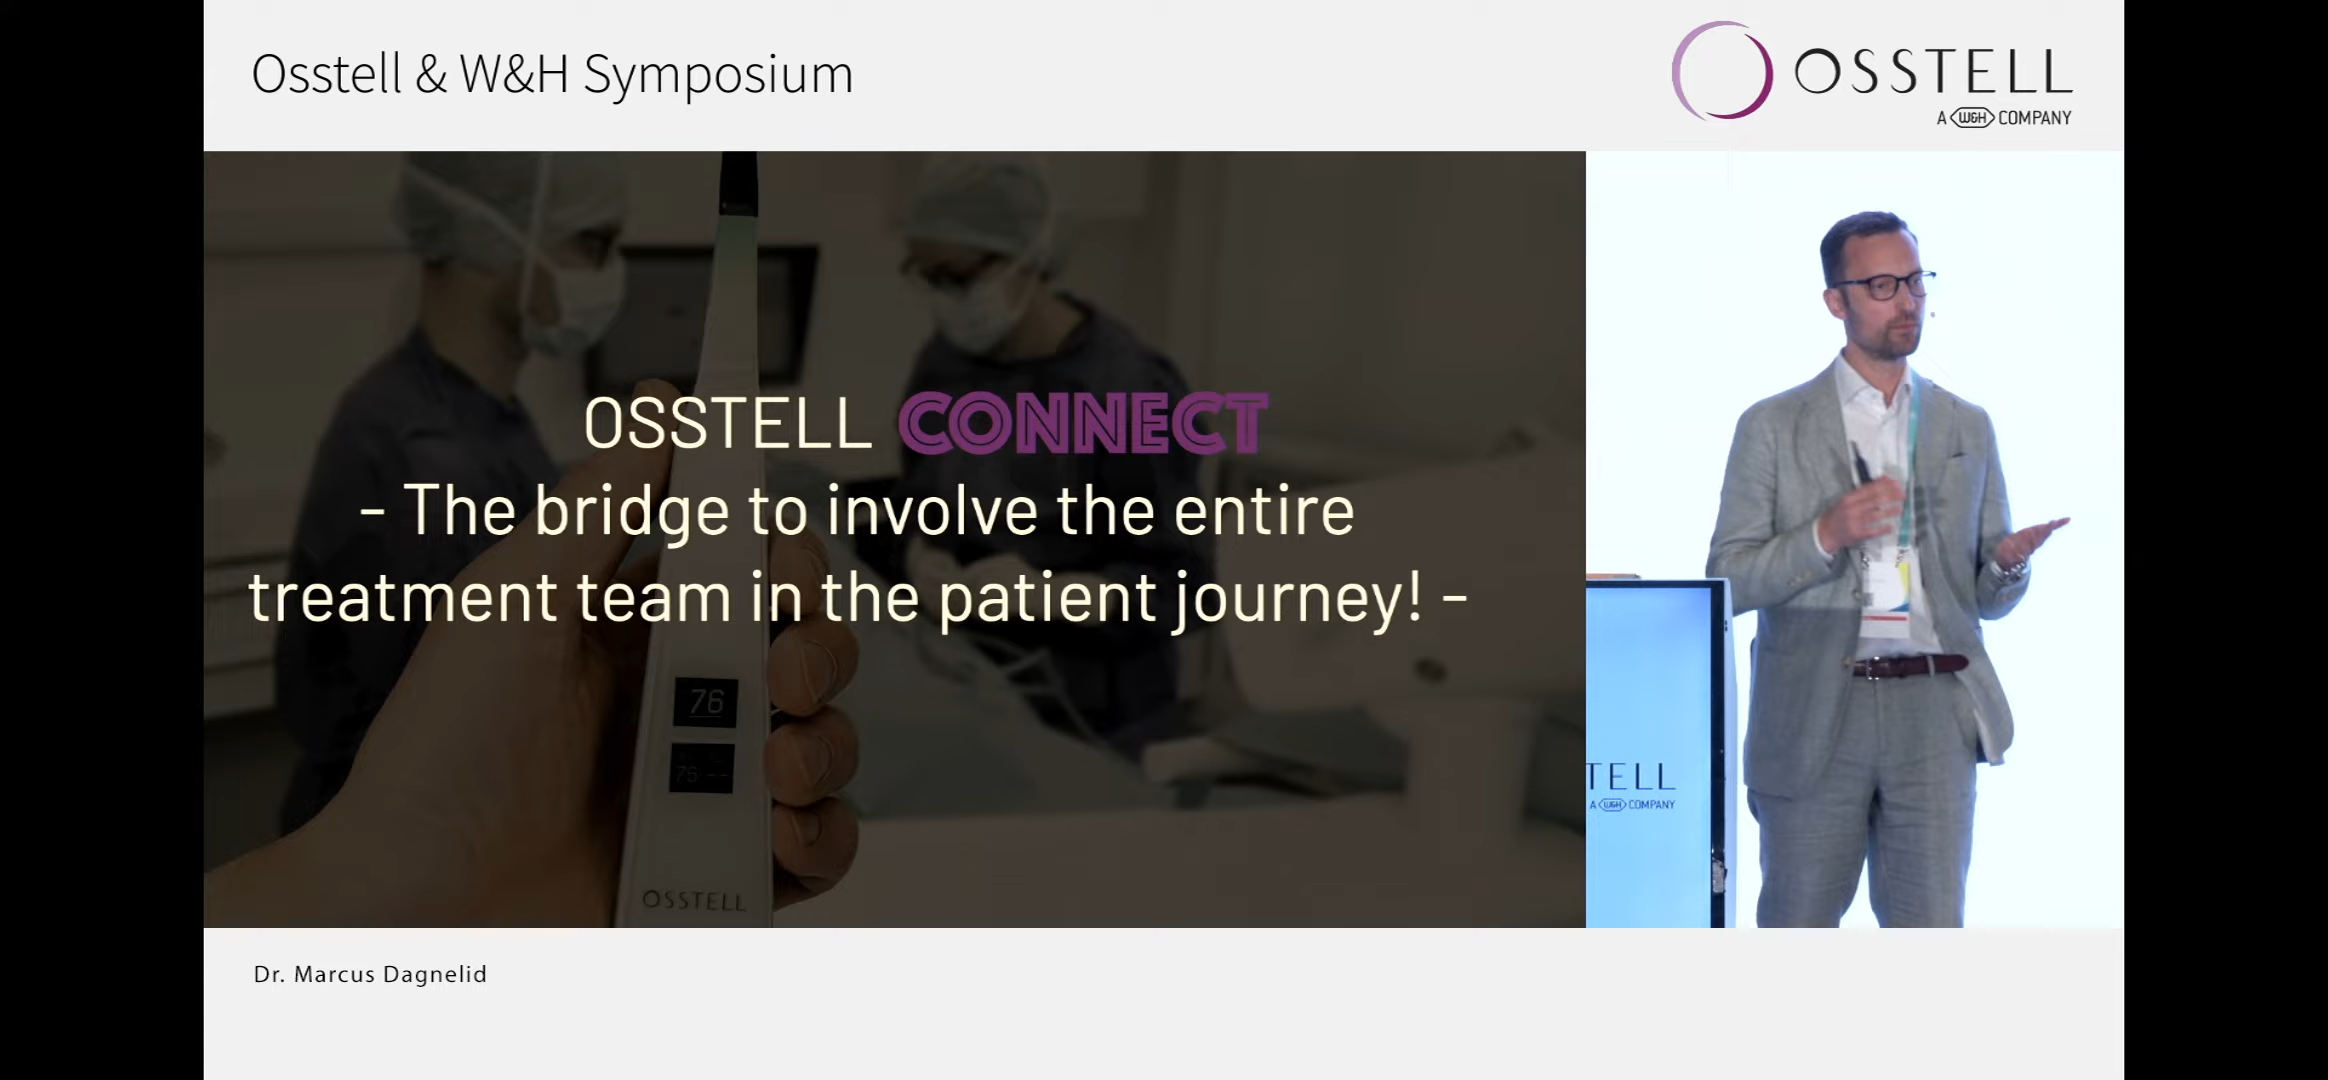 Osstell & W&H Symposium
OSSTELL
A W&H COMPANY
OSSTELL CONNECT
- The bridge to involve the entire
treatment team in the patient journey! -
76
76 --
OSSTELL
TELL
A W&H COMPANY
Dr. Marcus Dagnelid